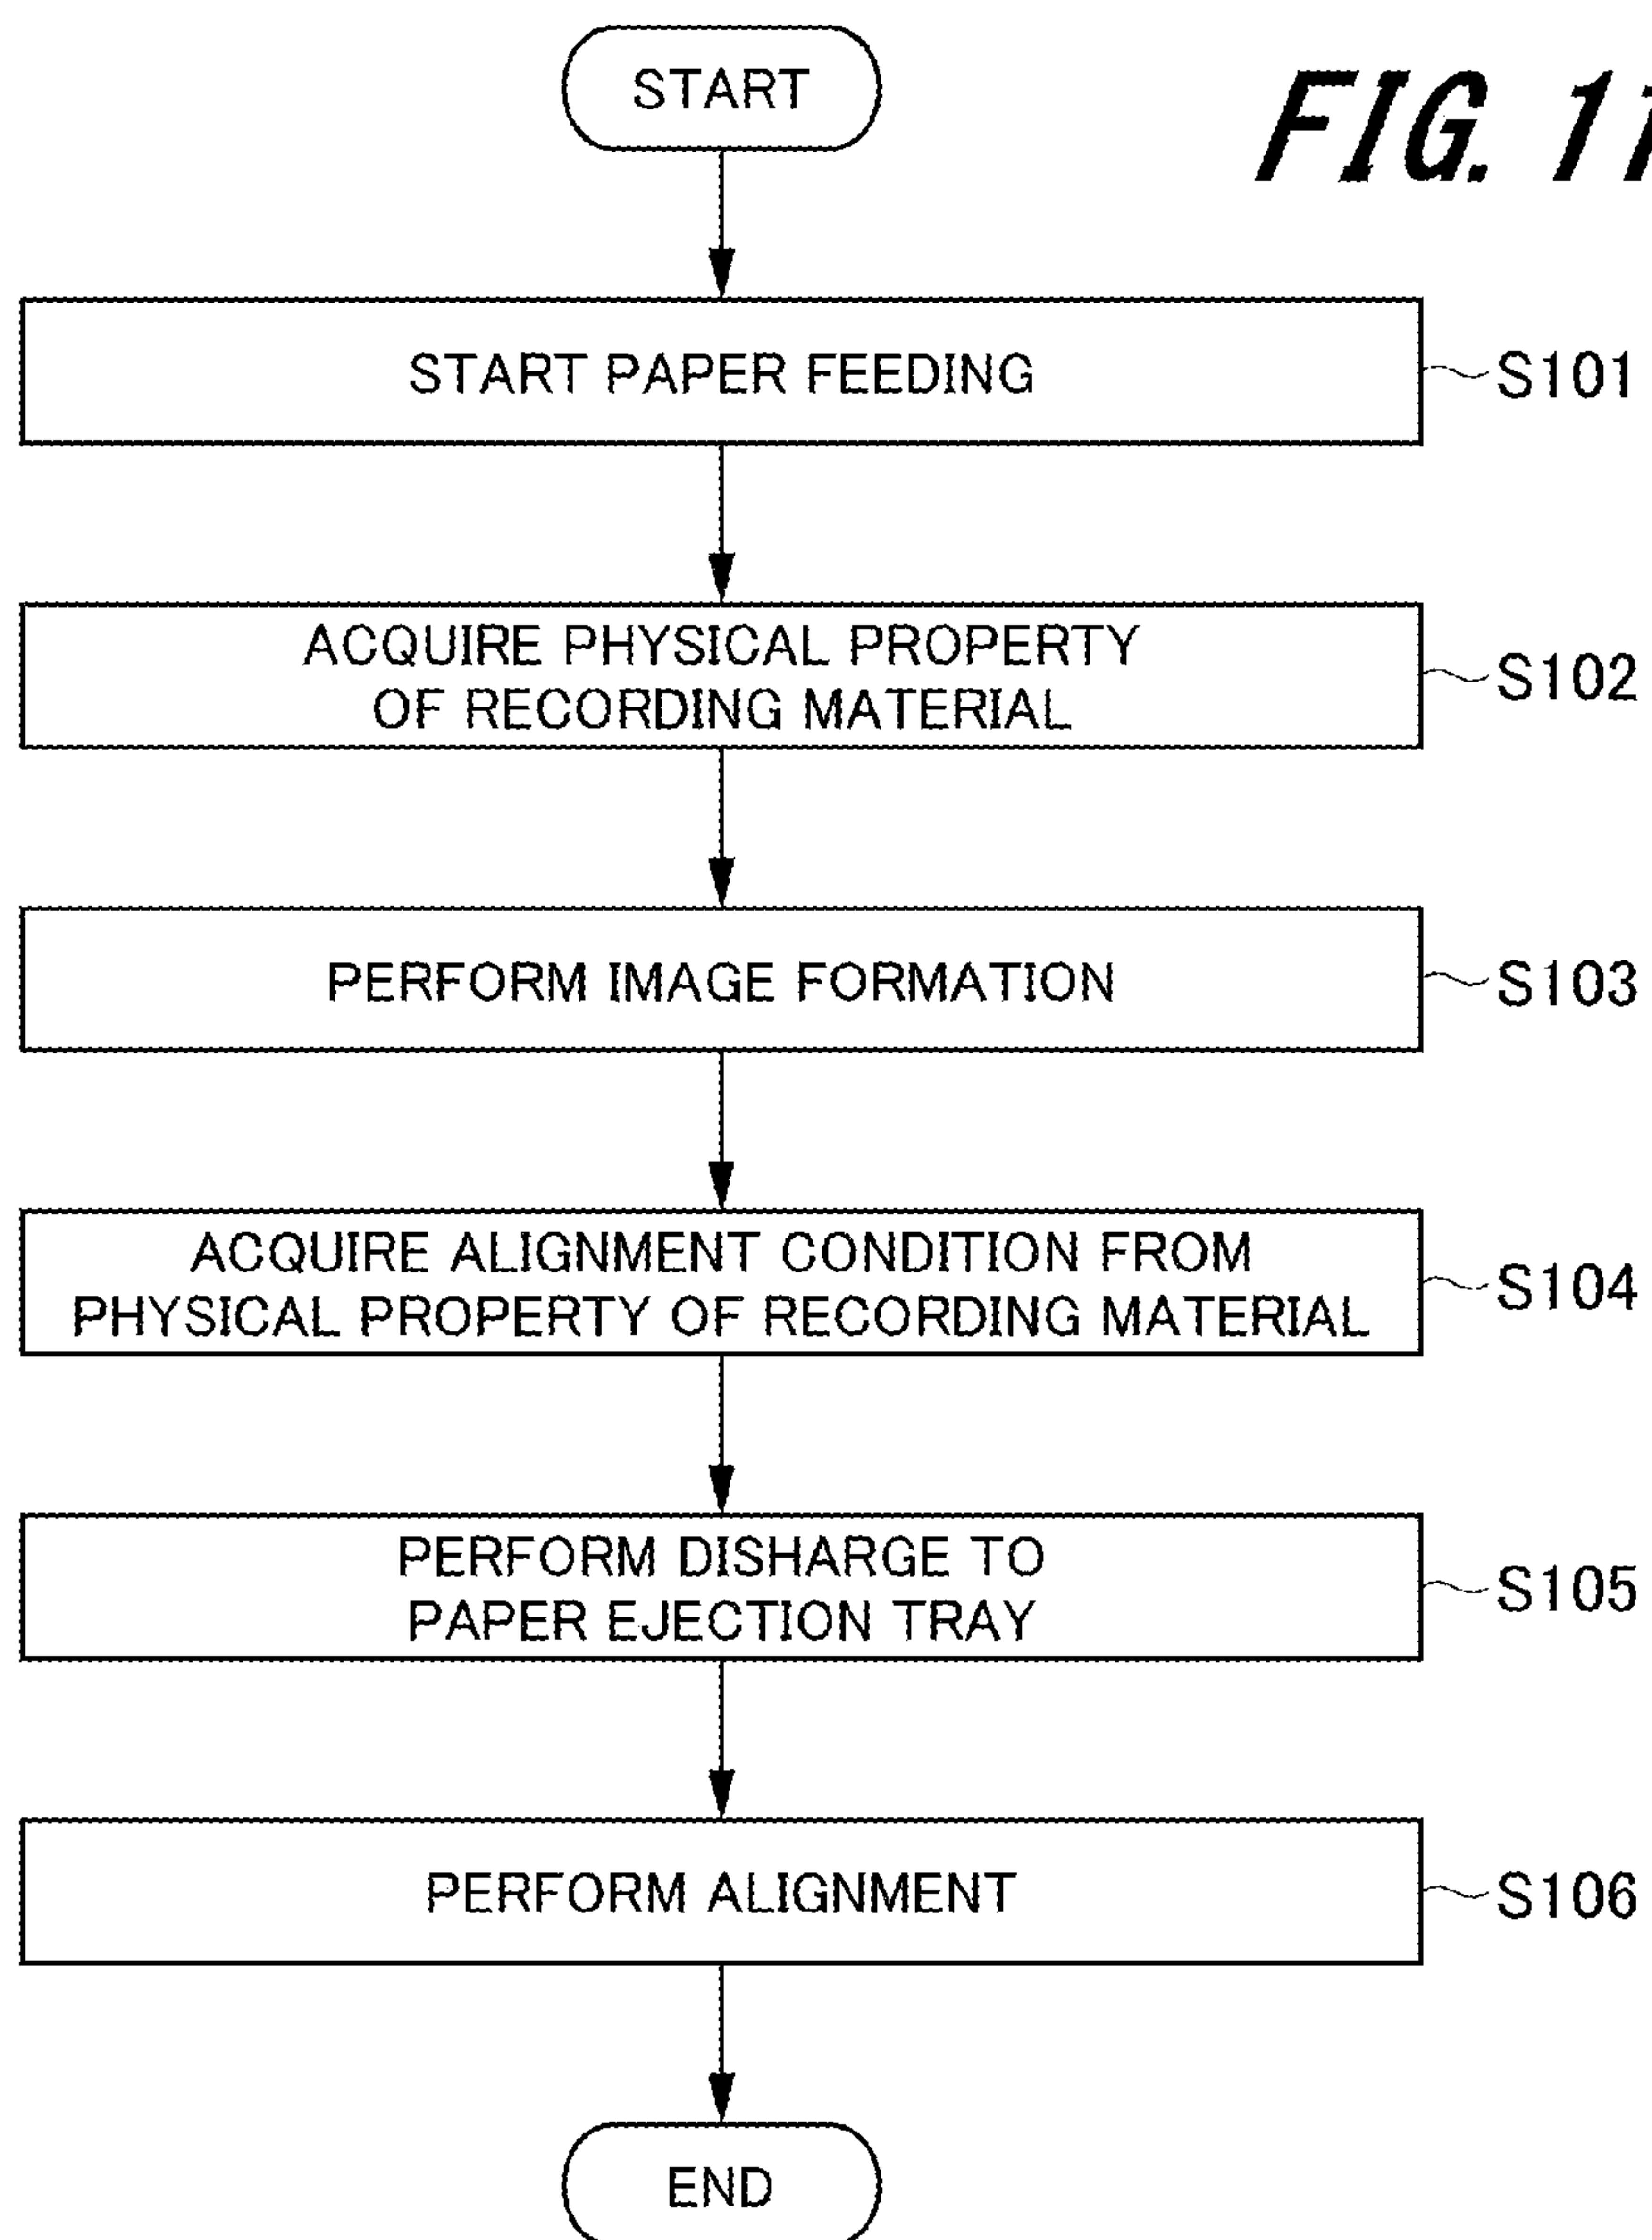 START
FIG. 11
START PAPER FEEDING
S101
ACQUIRE PHYSICAL PROPERTY
OF RECORDING MATERIAL
S102
PERFORM IMAGE FORMATION
S103
ACQUIRE ALIGNMENT CONDITION FROM
PHYSICAL PROPERTY OF RECORDING MATERIAL
S104
PERFORM DISHARGE TO
PAPER EJECTION TRAY
S105
PERFORM ALIGNMENT
S106
END